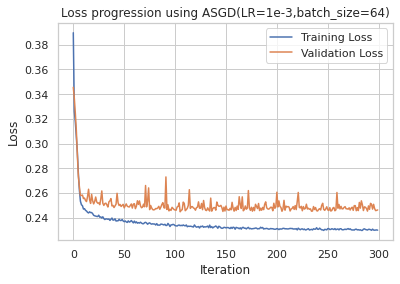 Loss progression using ASGD(LR=1e-3,batch_size=64)
Training Loss
Validation Loss
0.38
0.36
0.34
0.32
0.30
0.28
0.26
0.24
Loss
0 50 100 150 200 250 300
Iteration